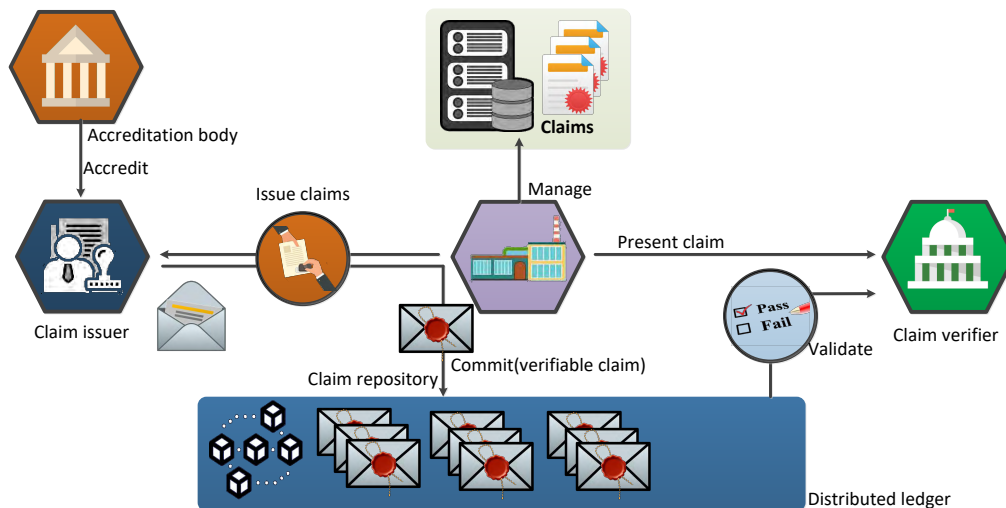 Claims
Accreditation body
Accredit
Issue claims
Manage
Present claim
Pass
Fail
Claim issuer
Validate
Claim verifier
Commit(verifiable claim)
Claim repository
Distributed ledger